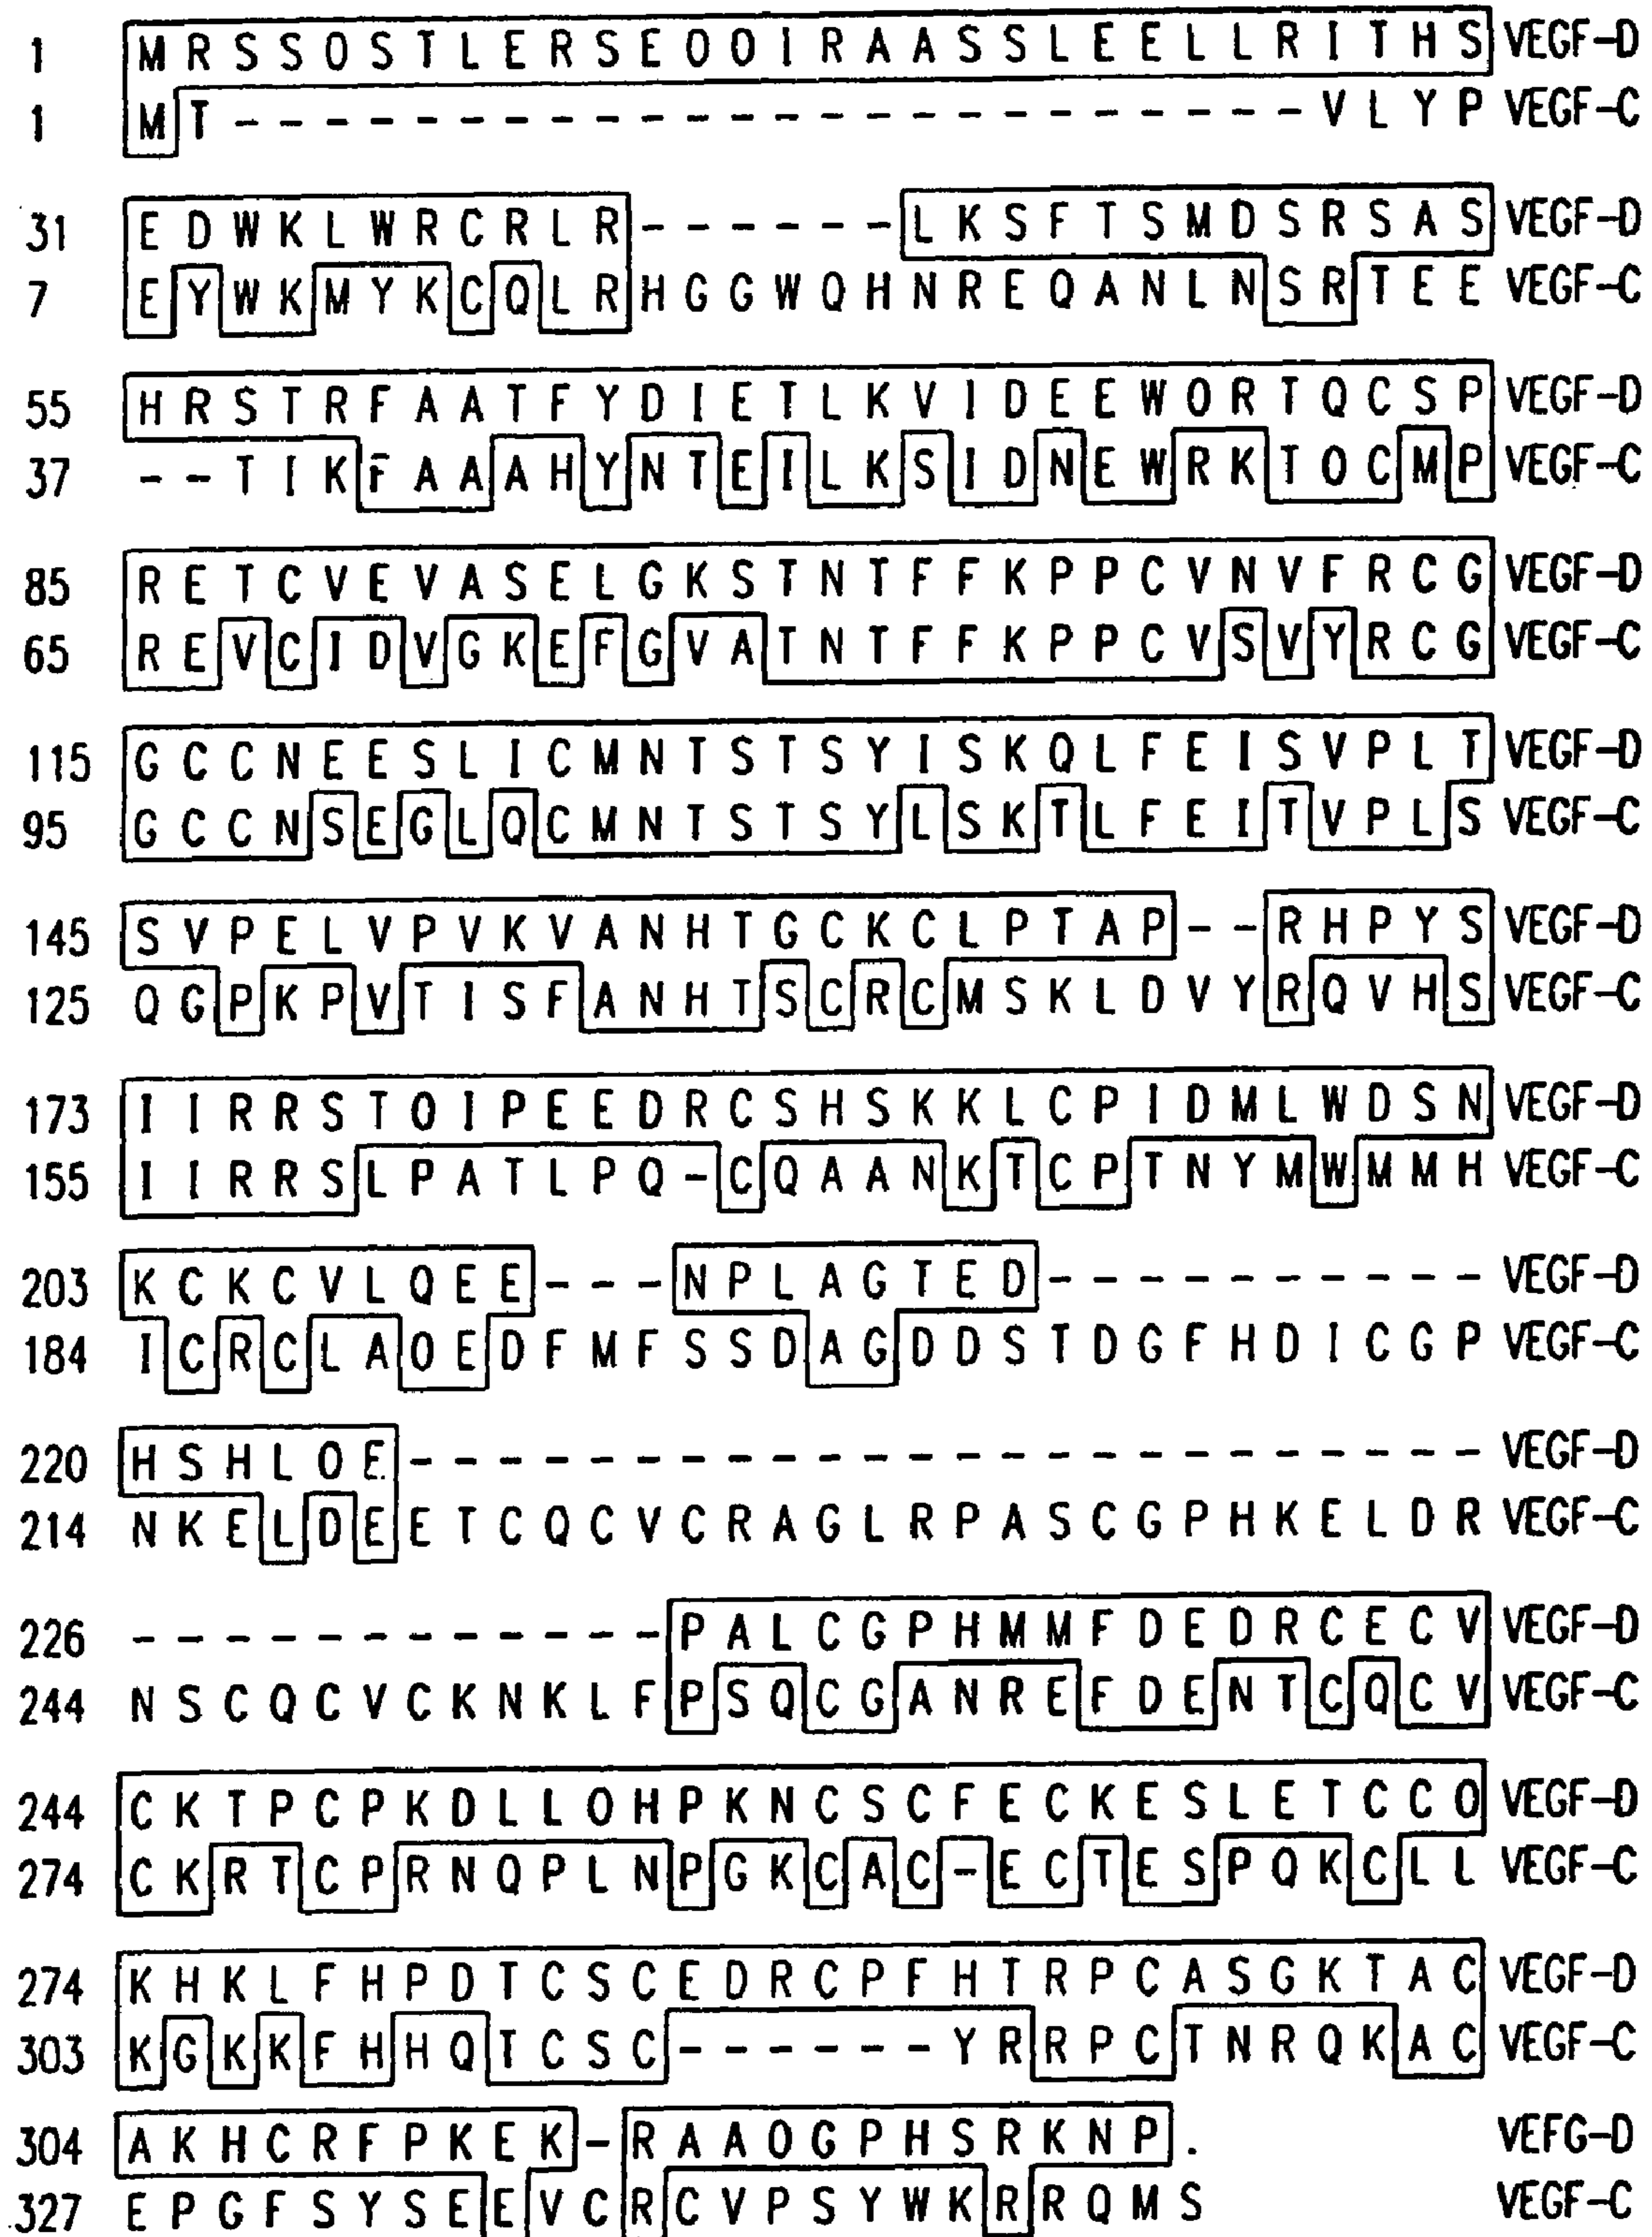 1 M R S S O S T L E R S E O O I R A A S S L E E L L R I T H S VEGF-D
1 M T - - - - - - - - - - - - - - - - - - - - - - - - V L Y P VEGF-C
31 E D W K L W R C R L R - - - - - - L K S F T S M D S R S A S VEGF-D
7 E Y W K M Y K C Q L R H G G W Q H N R E Q A N L N S R T E E VEGF-C
55 H R S T R F A A T F Y D I E T L K V I D E E W O R T Q C S P VEGF-D
37 - - T I K F A A A H Y N T E I L K S I D N E W R K T O C M P VEGF-C
85 R E T C V E V A S E L G K S T N T F F K P P C V N V F R C G VEGF-D
65 R E V C I D V G K E F G V A T N T F F K P P C V S V Y R C G VEGF-C
115 G C C N E E S L I C M N T S T S Y I S K Q L F E I S V P L T VEGF-D
95 G C C N S E G L Q C M N T S T S Y L S K T L F E I T V P L S VEGF-C
145 S V P E L V P V K V A N H T G C K C L P T A P - - R H P Y S VEGF-D
125 Q G P K P V T I S F A N H T S C R C M S K L D V Y R Q V H S VEGF-C
173 I I R R S T O I P E E D R C S H S K K L C P I D M L W D S N VEGF-D
155 I I R R S L P A T L P Q - C Q A A N K T C P T N Y M W M M H VEGF-C
203 K C K C V L Q E E - - - N P L A G T E D - - - - - - - - - - VEGF-D
184 I C R C L A O E D F M F S S D A G D D S T D G F H D I C G P VEGF-C
220 H S H L O E - - - - - - - - - - - - - - - - - - - - - - - - VEGF-D
214 N K E L D E E T C Q C V C R A G L R P A S C G P H K E L D R VEGF-C
226 - - - - - - - - - - - - P A L C G P H M M F D E D R C E C V VEGF-D
244 N S C Q C V C K N K L F P S Q C G A N R E F D E N T C Q C V VEGF-C
244 C K T P C P K D L L O H P K N C S C F E C K E S L E T C C O VEGF-D
274 C K R T C P R N Q P L N P G K C A C - E C T E S P Q K C L L VEGF-C
274 K H K L F H P D T C S C E D R C P F H T R P C A S G K T A C VEGF-D
303 K G K K F H H Q T C S C - - - - - - Y R R P C T N R Q K A C VEGF-C
304 A K H C R F P K E K - R A A O G P H S R K N P . VEFG-D
327 E P G F S Y S E E V C R C V P S Y W K R R Q M S VEGF-C